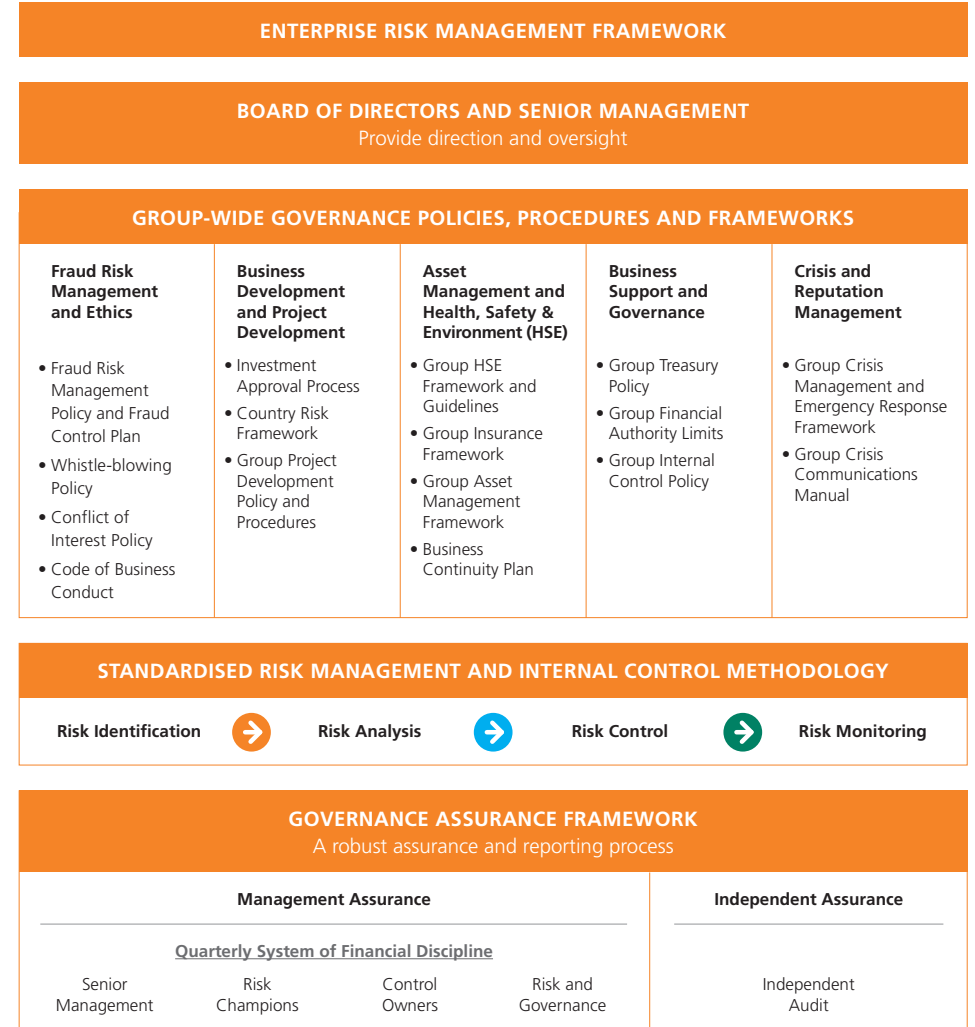 ENTERPRISE RISK MANAGEMENT FRAMEWORK
BOARD OF DIRECTORS AND SENIOR MANAGEMENT
Provide direction and oversight
GROUP-WIDE GOVERNANCE POLICIES, PROCEDURES AND FRAMEWORKS
Fraud Risk
Management
and Ethics
• Fraud Risk
Management
Policy and Fraud
Control Plan
• Whistle-blowing
Policy
• Conflict of
Interest Policy
• Code of Business
Conduct
Business
Development
and Project
Development
• Investment
Approval Process
• Country Risk
Framework
• Group Project
Development
Policy and
Procedures
Asset
Management and
Health, Safety &
Environment (HSE)
• Group HSE
Framework and
Guidelines
• Group Insurance
Framework
• Group Asset
Management
Framework
• Business
Continuity Plan
Business
Support and
Governance
• Group Treasury
Policy
• Group Financial
Authority Limits
• Group Internal
Control Policy
Crisis and
Reputation
Management
• Group Crisis
Management and
Emergency Response
Framework
• Group Crisis
Communications
Manual
STANDARDISED RISK MANAGEMENT AND INTERNAL CONTROL METHODOLOGY
Risk Identification
Risk Analysis
Risk Control
Risk Monitoring
GOVERNANCE ASSURANCE FRAMEWORK
A robust assurance and reporting process
Management Assurance
Quarterly System of Financial Discipline
Senior
Management
Risk
Champions
Control
Owners
Risk and
Governance
Independent Assurance
Independent
Audit